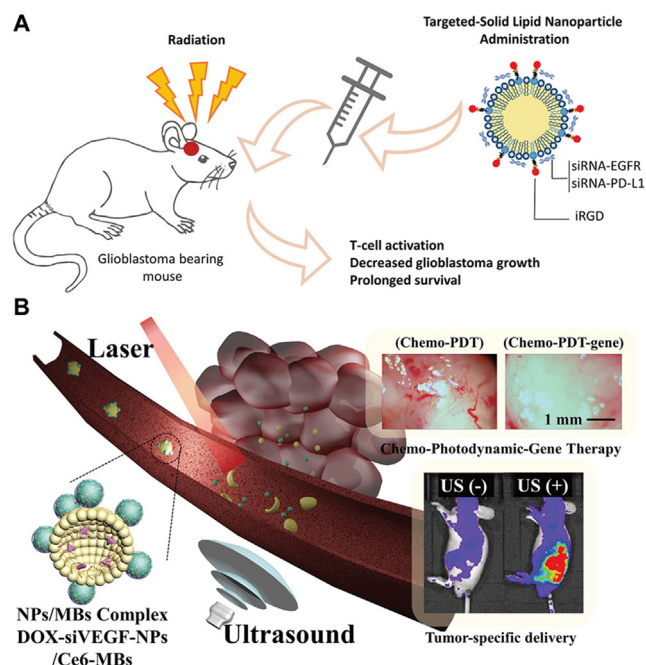 A
Radiation
Targeted-Solid Lipid Nanoparticle
Administration
siRNA-EGFR
siRNA-PD-L1
iRGD
Glioblastoma bearing
mouse
T-cell activation
Decreased glioblastoma growth
Prolonged survival
B
Laser
(Chemo-PDT)
(Chemo-PDT-gene)
1 mm
Chemo-Photodynamic-Gene Therapy
US (-)
US (+)
NPs/MBs Complex
DOX-siVEGF-NPs
/Ce6-MBs
Ultrasound
Tumor-specific delivery